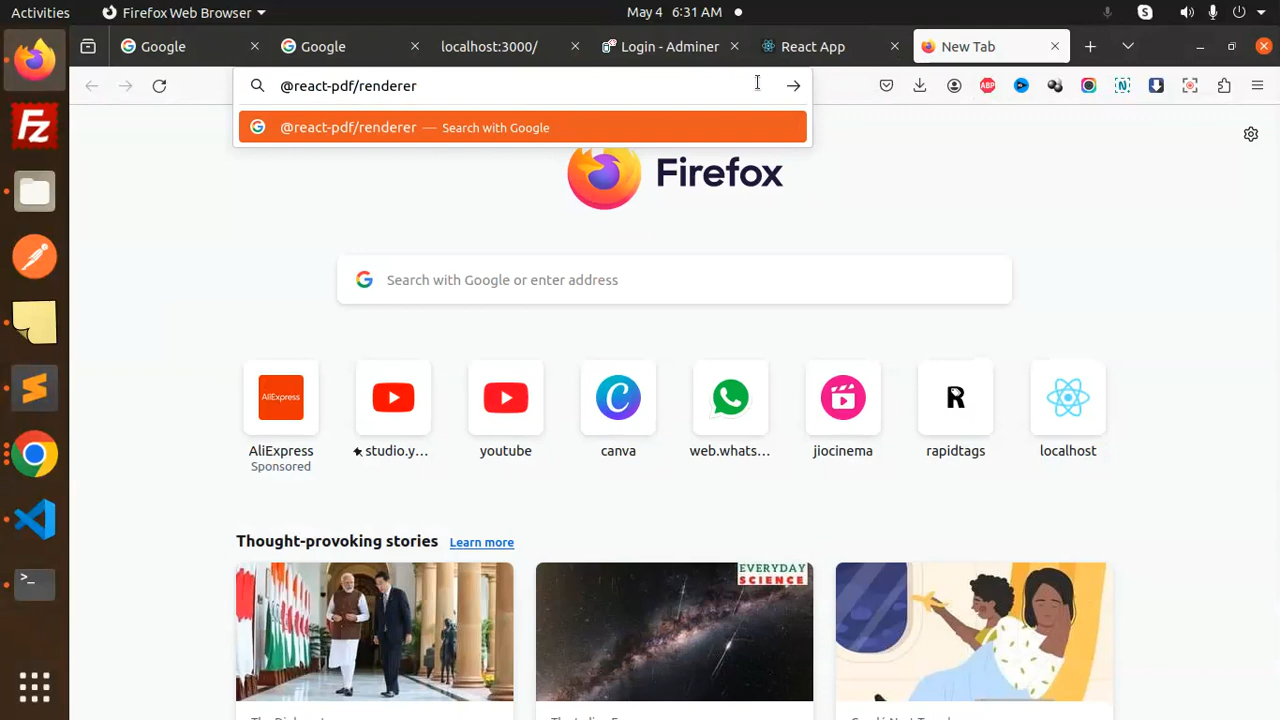 Activities Firefox Web Browser May 4 6:31 AM
Google Google localhost:3000/ Login - Adminer React App New Tab
@react-pdf/renderer
@react-pdf/renderer — Search with Google
Firefox
Search with Google or enter address
AliExpress
AliExpress studio.y... youtube canva web.whats... jiocinema rapidtags localhost
Sponsored
Thought-provoking stories Learn more
EVERYDAY
SCIENCE